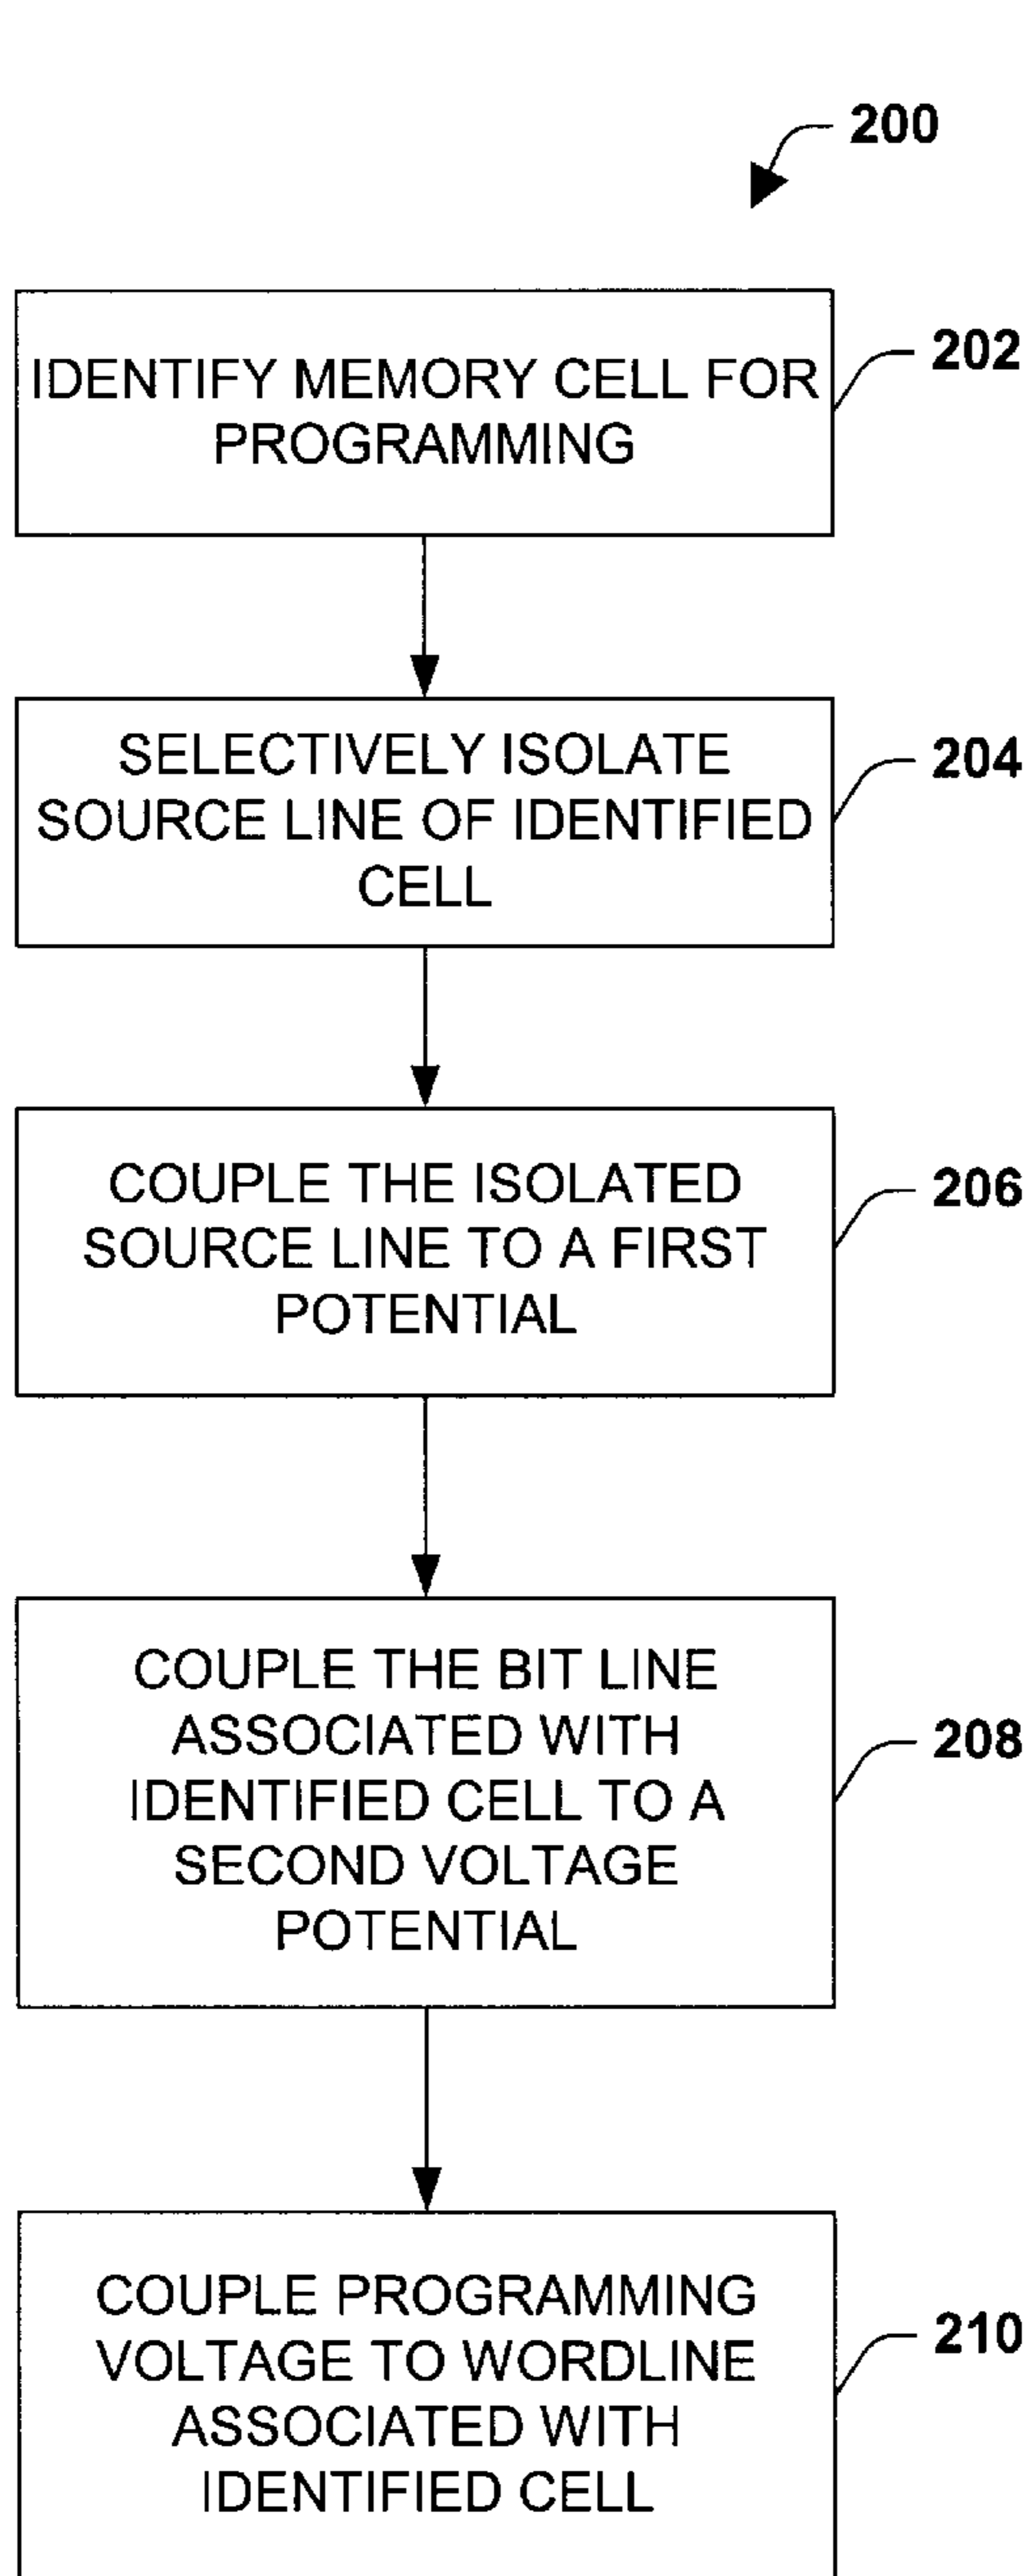 200
IDENTIFY MEMORY CELL FOR
PROGRAMMING
202
SELECTIVELY ISOLATE
SOURCE LINE OF IDENTIFIED
CELL
204
COUPLE THE ISOLATED
SOURCE LINE TO A FIRST
POTENTIAL
206
COUPLE THE BIT LINE
ASSOCIATED WITH
IDENTIFIED CELL TO A
SECOND VOLTAGE
POTENTIAL
208
COUPLE PROGRAMMING
VOLTAGE TO WORDLINE
ASSOCIATED WITH
IDENTIFIED CELL
210